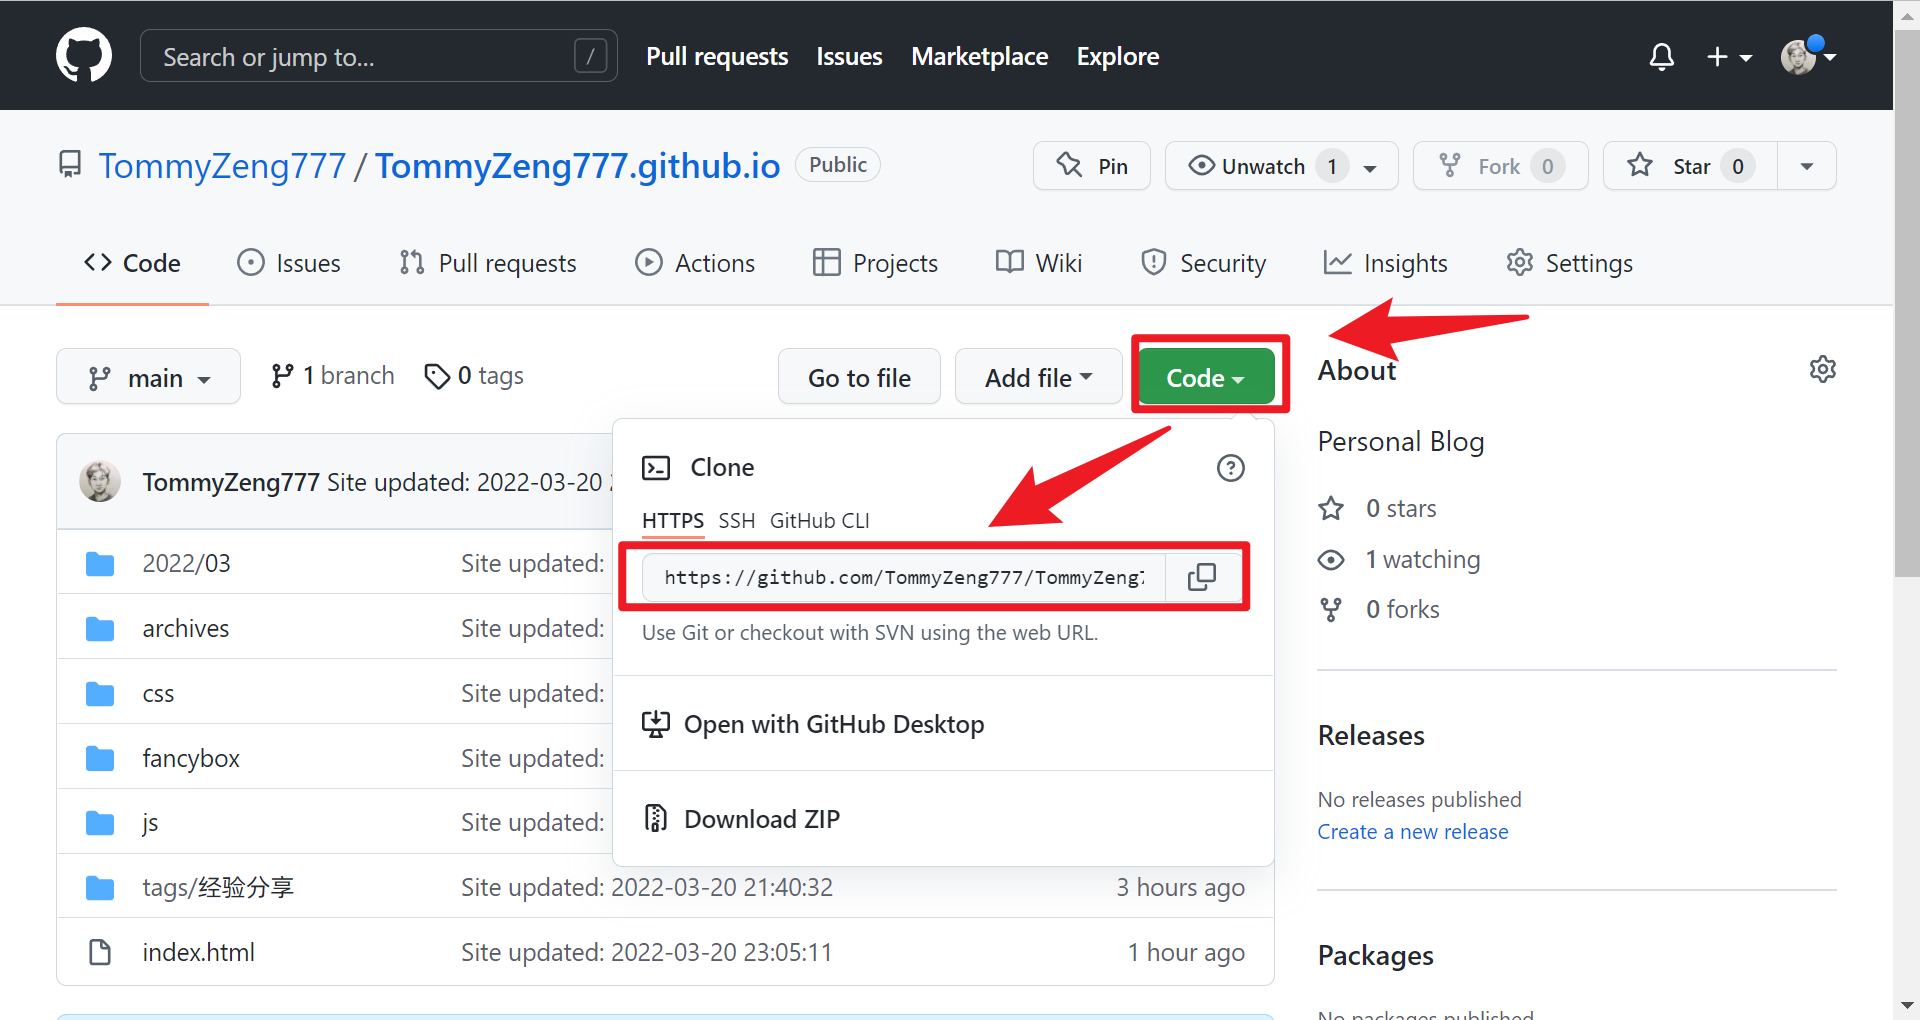 Search or jump to... /
Pull requests Issues Marketplace Explore
TommyZeng777 / TommyZeng777.github.io Public
Pin Unwatch 1 Fork 0 Star 0
Code Issues Pull requests Actions Projects Wiki Security Insights Settings
main 1 branch 0 tags Go to file Add file Code
About
Personal Blog
0 stars
1 watching
0 forks
Releases
No releases published
Create a new release
Packages
No packages published
TommyZeng777 Site updated: 2022-03-20
Clone
HTTPS SSH GitHub CLI
https://github.com/TommyZeng777/TommyZeng7
Use Git or checkout with SVN using the web URL.
Open with GitHub Desktop
Download ZIP
2022/03 Site updated:
archives Site updated:
css Site updated:
fancybox Site updated:
js Site updated:
tags/经验分享 Site updated: 2022-03-20 21:40:32 3 hours ago
index.html Site updated: 2022-03-20 23:05:11 1 hour ago